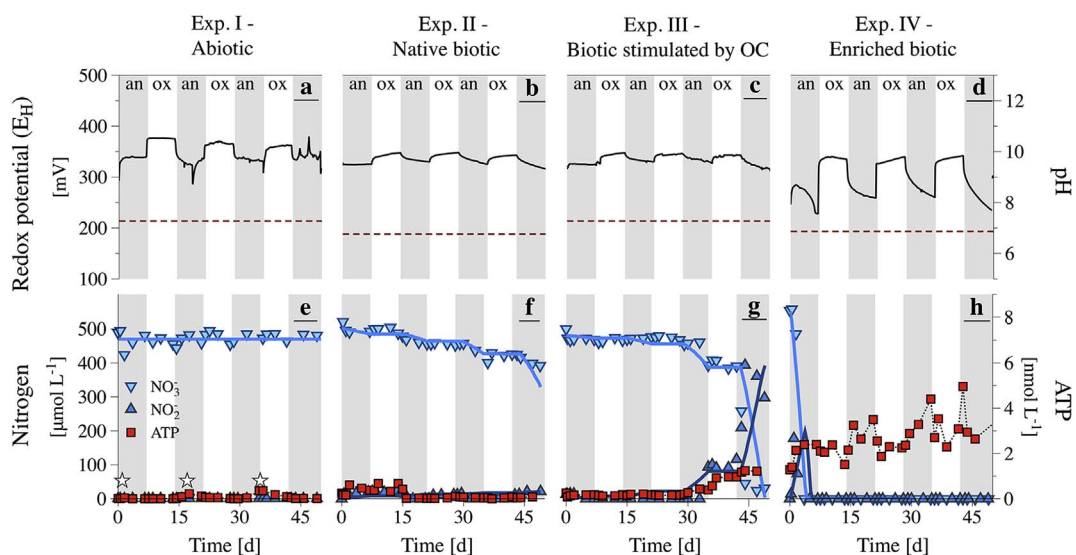 Exp. I -
Abiotic
Exp. II -
Native biotic
Exp. III -
Biotic stimulated by OC
Exp. IV -
Enriched biotic
Redox potential (EH)
[mV]
500
400
300
200
100
an ox an ox an ox a
an ox an ox an ox b
an ox an ox an ox c
an ox an ox an ox d
12
10
8
6
pH
Nitrogen
[µmol L-1]
500
400
300
200
100
0
e
f
g
h
NO3-
NO2-
ATP
8
6
4
2
0
[nmol L-1]
ATP
0 15 30 45
0 15 30 45
0 15 30 45
0 15 30 45
Time [d]
Time [d]
Time [d]
Time [d]